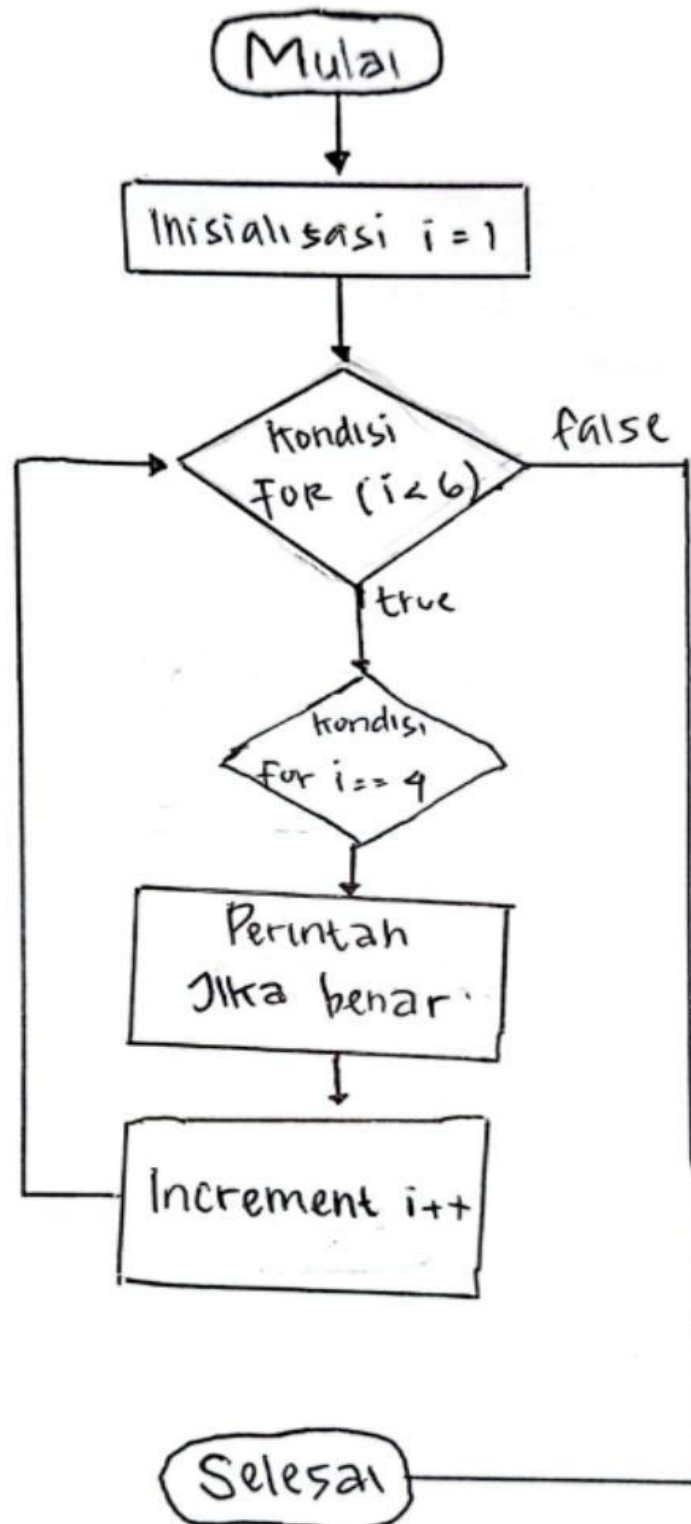 Mulai
Inisialisasi i = 1
Kondisi
FOR (i < 6)
false
true
Kondisi
For i == 4
Perintah
Jika benar
Increment i++
Selesai